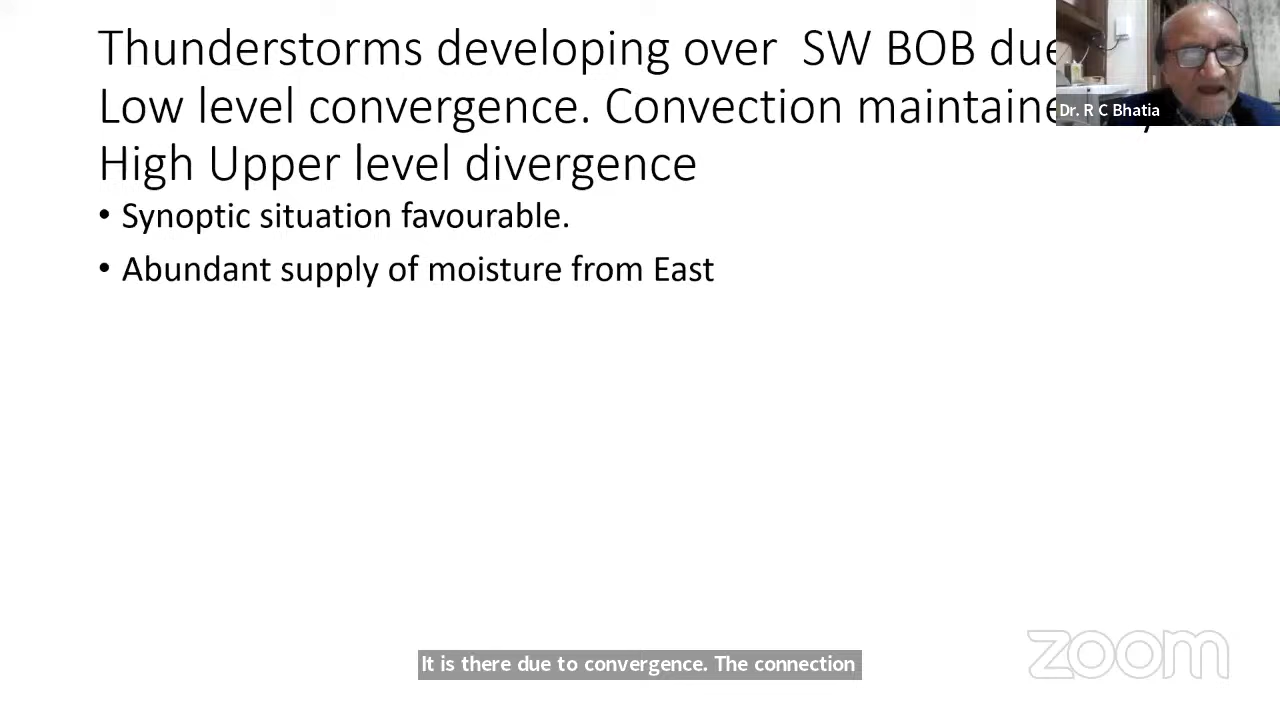 Thunderstorms developing over SW BOB due
Low level convergence. Convection maintaine
High Upper level divergence
• Synoptic situation favourable.
• Abundant supply of moisture from East
Dr. R C Bhatia
It is there due to convergence. The connection
zoom